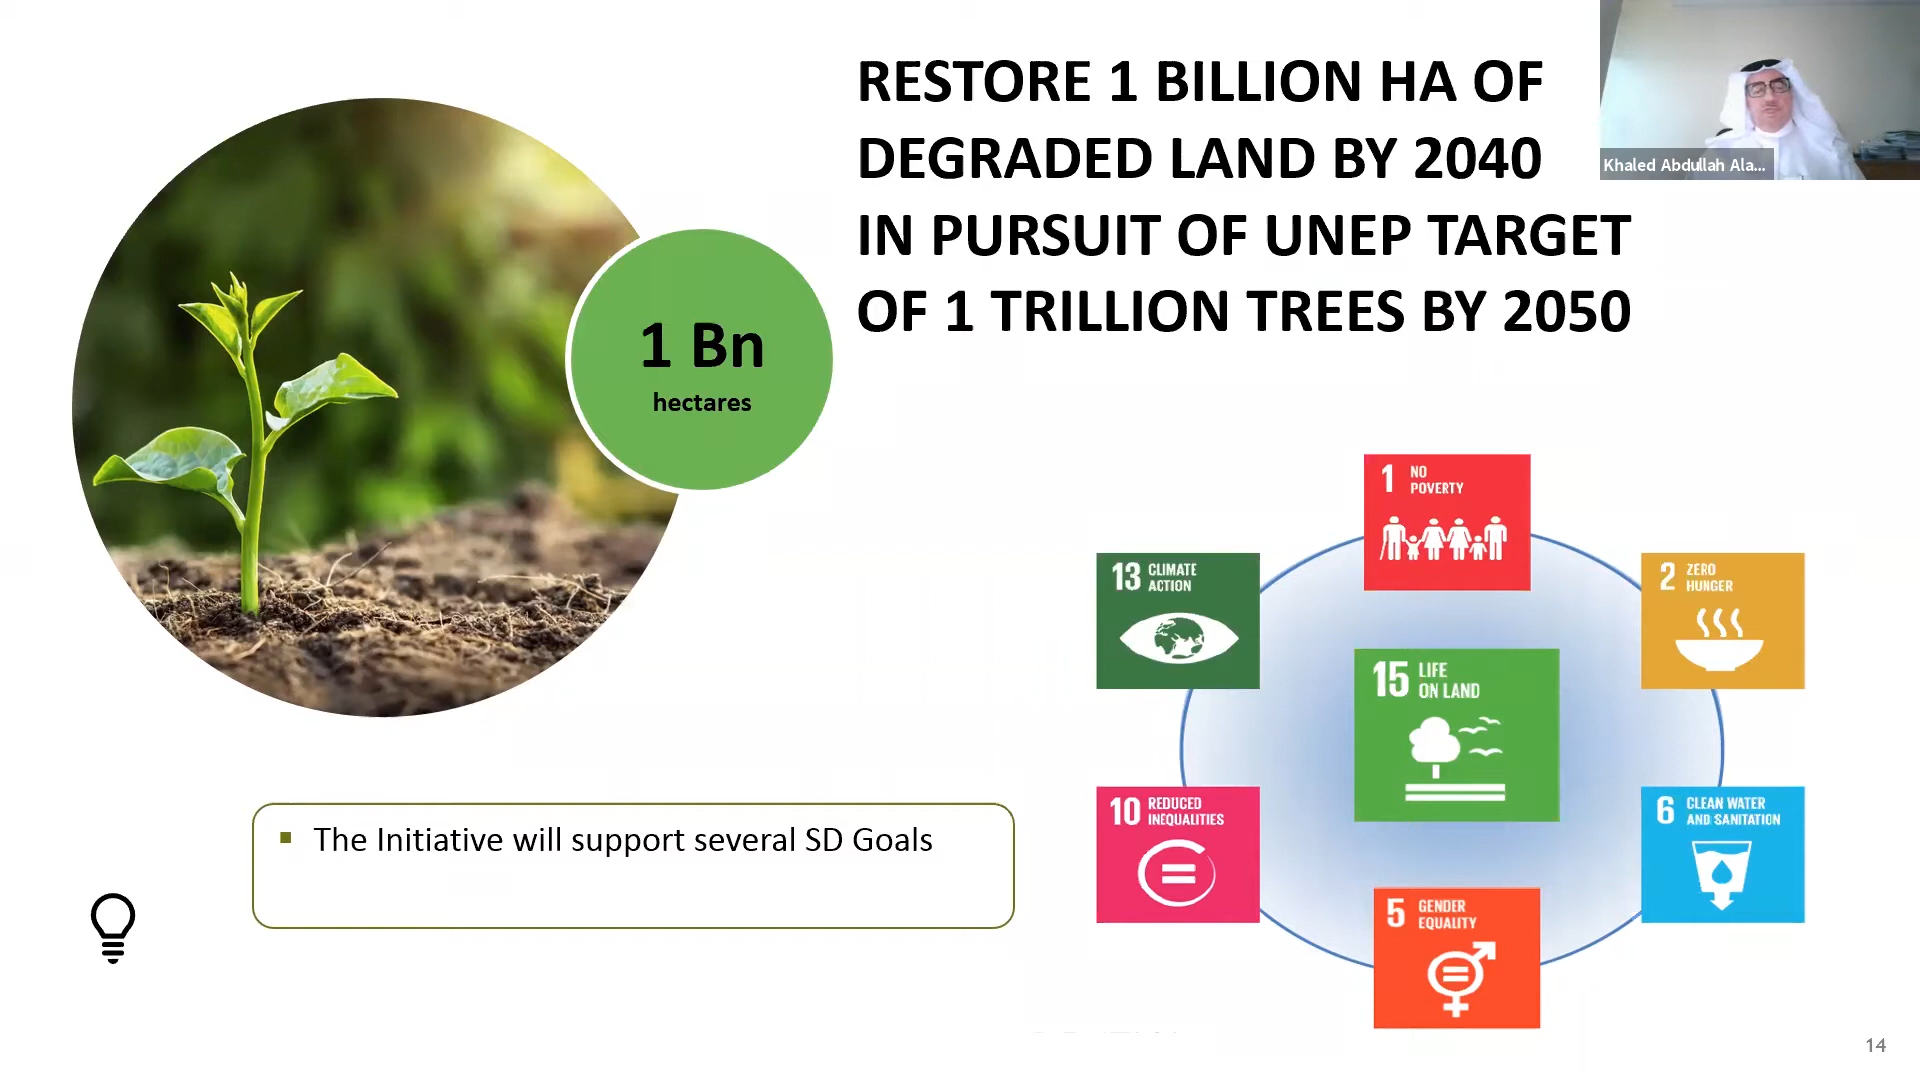 RESTORE 1 BILLION HA OF
DEGRADED LAND BY 2040
IN PURSUIT OF UNEP TARGET
OF 1 TRILLION TREES BY 2050
Khaled Abdullah Ala...
1 Bn
hectares
1 NO
POVERTY
13 CLIMATE
ACTION
2 ZERO
HUNGER
15 LIFE
ON LAND
10 REDUCED
INEQUALITIES
6 CLEAN WATER
AND SANITATION
5 GENDER
EQUALITY
▪ The Initiative will support several SD Goals
14